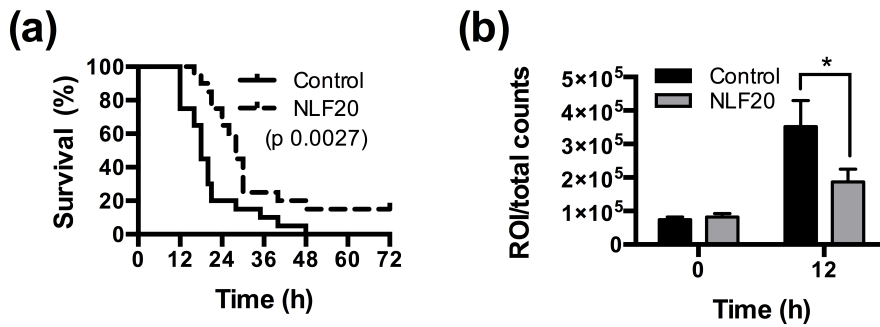 (a)
Survival (%)
100
80
60
40
20
0
0 12 24 36 48 60 72
Time (h)
Control
NLF20
(p 0.0027)
(b)
ROI/total counts
5×10⁵
4×10⁵
3×10⁵
2×10⁵
1×10⁵
0
0 12
Time (h)
Control
NLF20
*